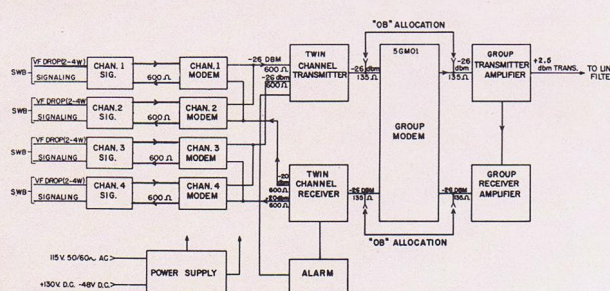 "OB" ALLOCATION
SWB
VF DROP(2-4W)
SIGNALING
CHAN. 1 SIG.
600 Ω
CHAN. 1 MODEM
-26 DBM
600 Ω
-26 dbm
600 Ω
TWIN CHANNEL TRANSMITTER
-26 dbm
135 Ω
5GM01
GROUP MODEM
-26 dbm
135 Ω
GROUP TRANSMITTER AMPLIFIER
+2.5 dbm TRANS.
TO LIN
FILTE
SWB
VF DROP(2-4W)
SIGNALING
CHAN. 2 SIG.
600 Ω
CHAN. 2 MODEM
SWB
VF DROP(2-4W)
SIGNALING
CHAN. 3 SIG.
600 Ω
CHAN. 3 MODEM
SWB
VF DROP(2-4W)
SIGNALING
CHAN. 4 SIG.
600 Ω
CHAN. 4 MODEM
-20 dbm
600 Ω
-20 dbm
600 Ω
TWIN CHANNEL RECEIVER
-26 DBM
135 Ω
-26 DBM
135 Ω
GROUP RECEIVER AMPLIFIER
"OB" ALLOCATION
115V. 50/60~ AC
+130V. D.C. -48V D.C.
POWER SUPPLY
ALARM